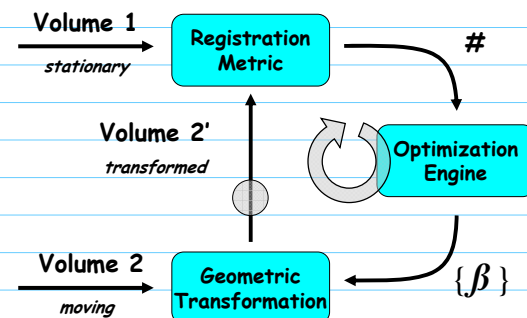 Volume 1
stationary
Registration
Metric
#
Volume 2'
transformed
Optimization
Engine
Volume 2
moving
Geometric
Transformation
{β}